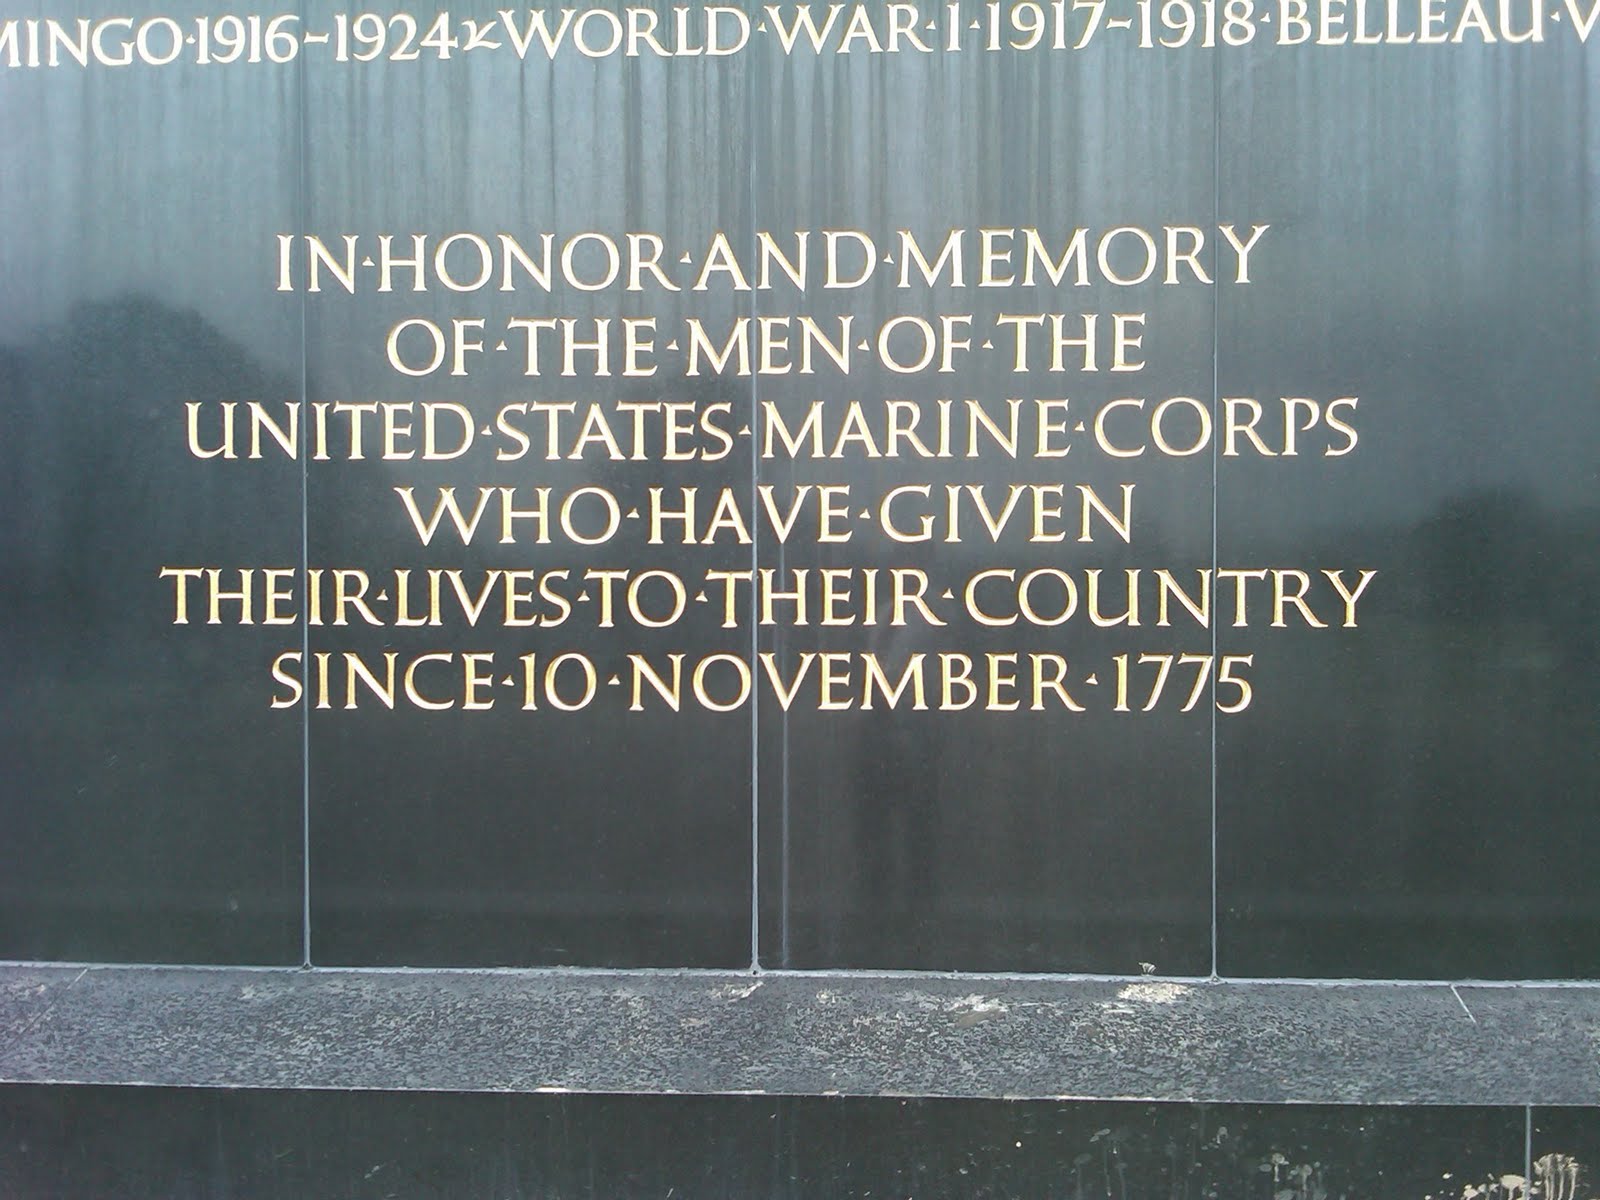 MINGO·1916-1924 WORLD·WAR·I·1917-1918·BELLEAU·W
IN·HONOR·AND·MEMORY
OF·THE·MEN·OF·THE
UNITED·STATES·MARINE·CORPS
WHO·HAVE·GIVEN
THEIR·LIVES·TO·THEIR·COUNTRY
SINCE·10·NOVEMBER·1775